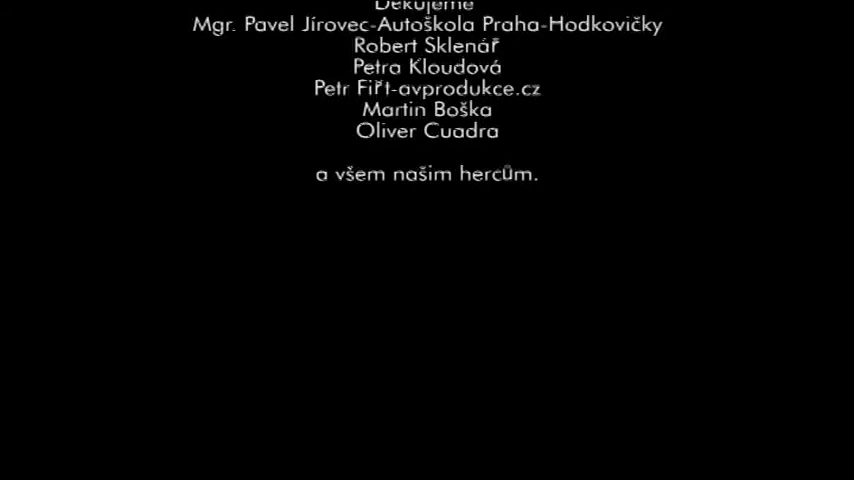 Děkujeme
Mgr. Pavel Jírovec-Autoškola Praha-Hodkovičky
Robert Sklenář
Petra Kloudová
Petr Fiřt-avprodukce.cz
Martin Boška
Oliver Cuadra
a všem našim hercům.